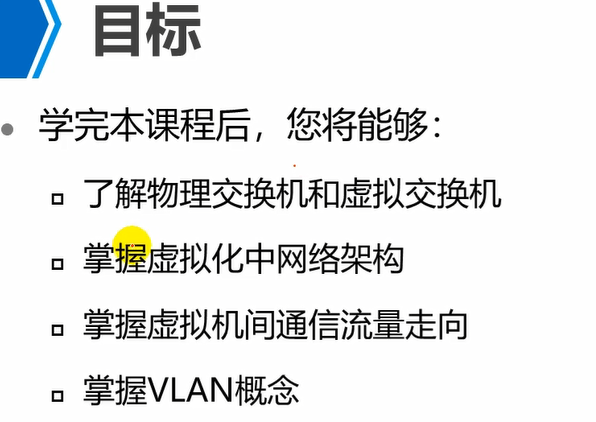 目标
学完本课程后，您将能够：
了解物理交换机和虚拟交换机
掌握虚拟化中网络架构
掌握虚拟机间通信流量走向
掌握VLAN概念